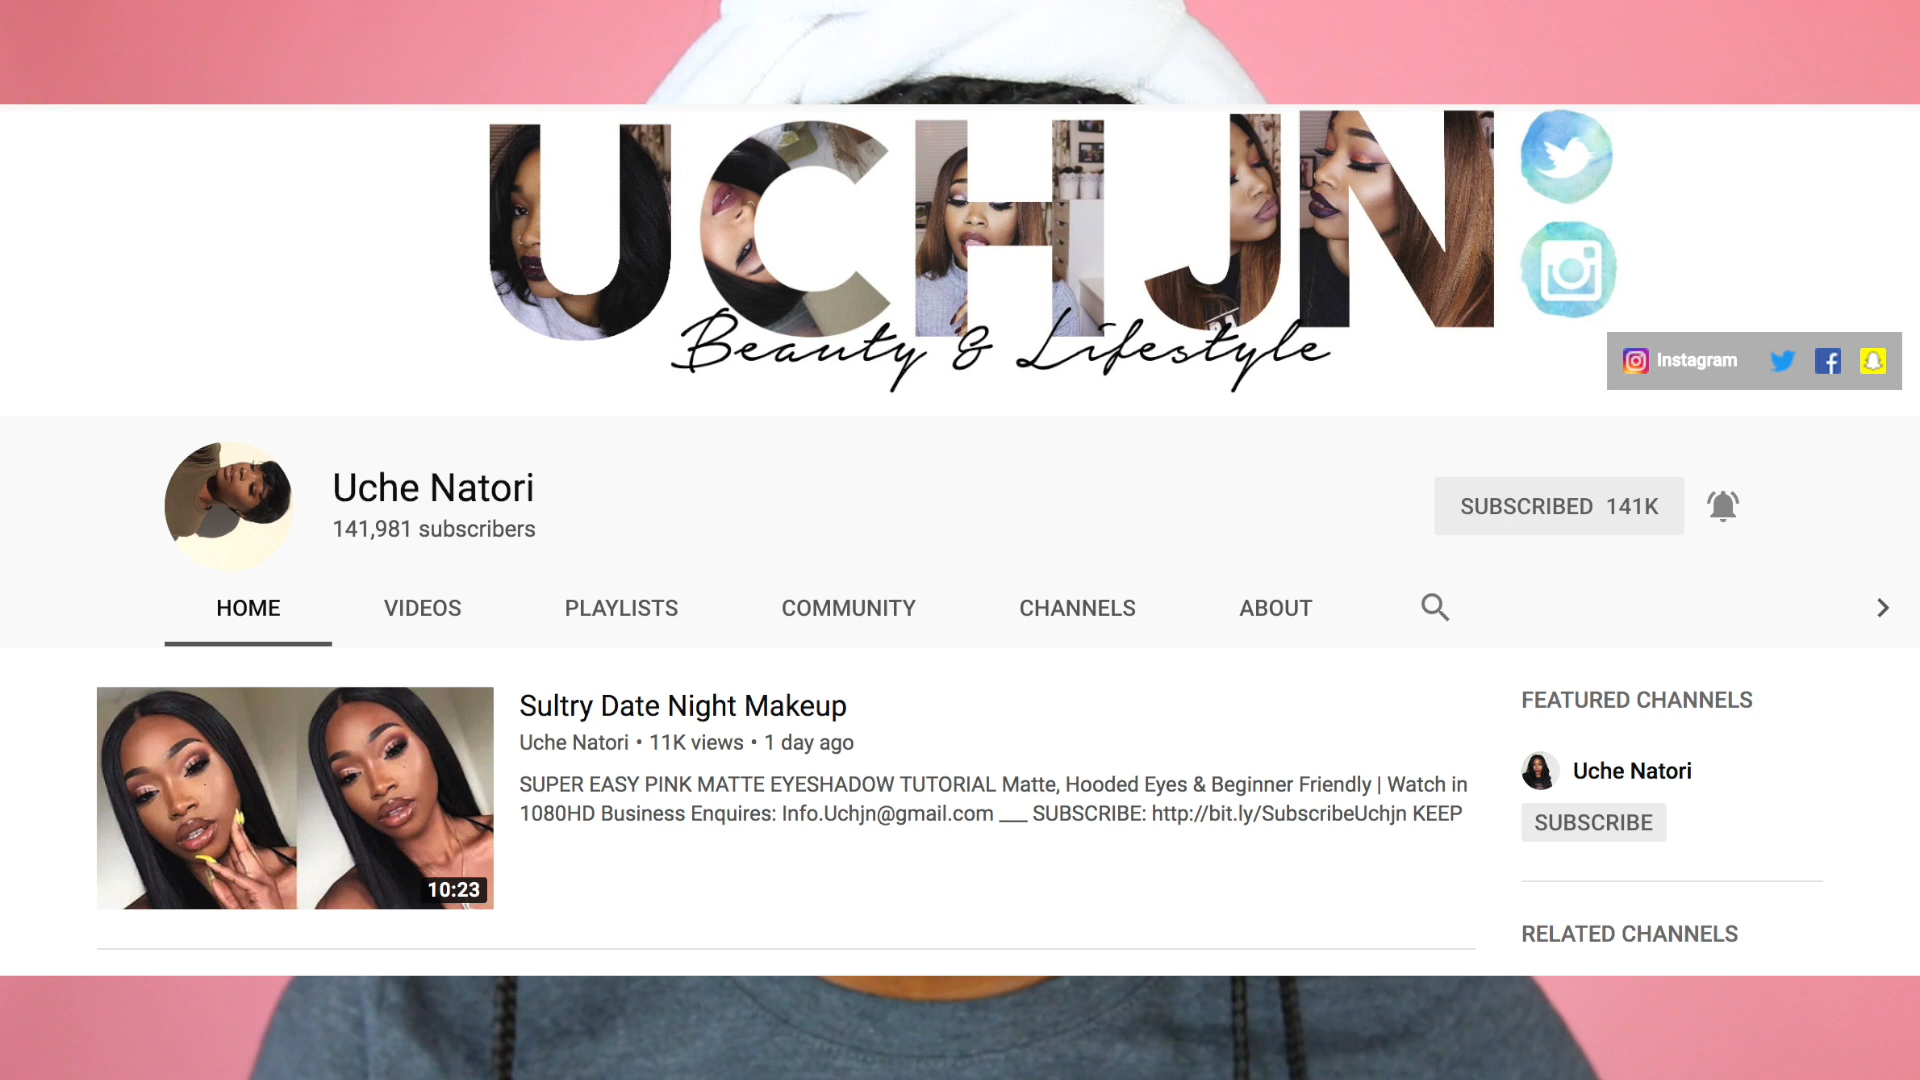 UCHJN
Beauty & Lifestyle
Instagram
Uche Natori
141,981 subscribers
SUBSCRIBED 141K
HOME VIDEOS PLAYLISTS COMMUNITY CHANNELS ABOUT
Sultry Date Night Makeup
Uche Natori • 11K views • 1 day ago
SUPER EASY PINK MATTE EYESHADOW TUTORIAL Matte, Hooded Eyes & Beginner Friendly | Watch in
1080HD Business Enquires: Info.Uchjn@gmail.com ___ SUBSCRIBE: http://bit.ly/SubscribeUchjn KEEP
10:23
FEATURED CHANNELS
Uche Natori
SUBSCRIBE
RELATED CHANNELS